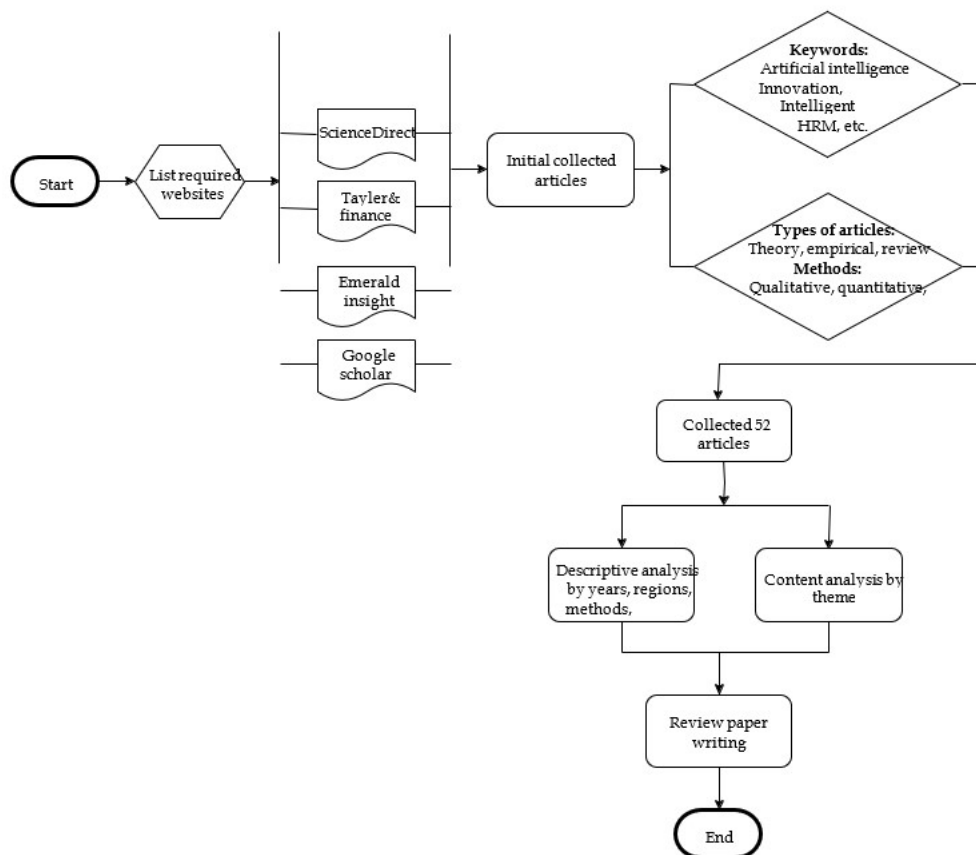 Start
List required
websites
ScienceDirect
Tayler&
finance
Emerald
insight
Google
scholar
Initial collected
articles
Keywords:
Artificial intelligence
Innovation,
Intelligent
HRM, etc.
Types of articles:
Theory, empirical, review
Methods:
Qualitative, quantitative,
Collected 52
articles
Descriptive analysis
by years, regions,
methods,
Content analysis by
theme
Review paper
writing
End